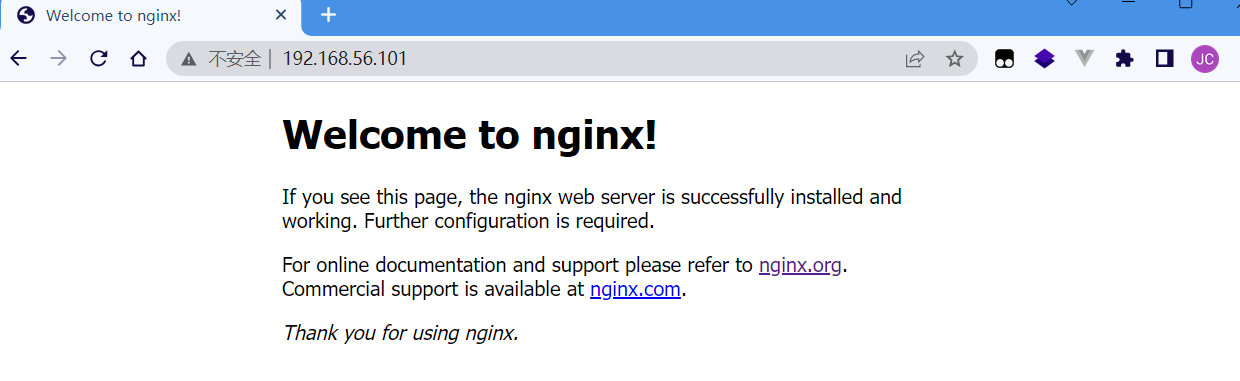 Welcome to nginx!
不安全 | 192.168.56.101
JC
Welcome to nginx!
If you see this page, the nginx web server is successfully installed and
working. Further configuration is required.
For online documentation and support please refer to nginx.org.
Commercial support is available at nginx.com.
Thank you for using nginx.